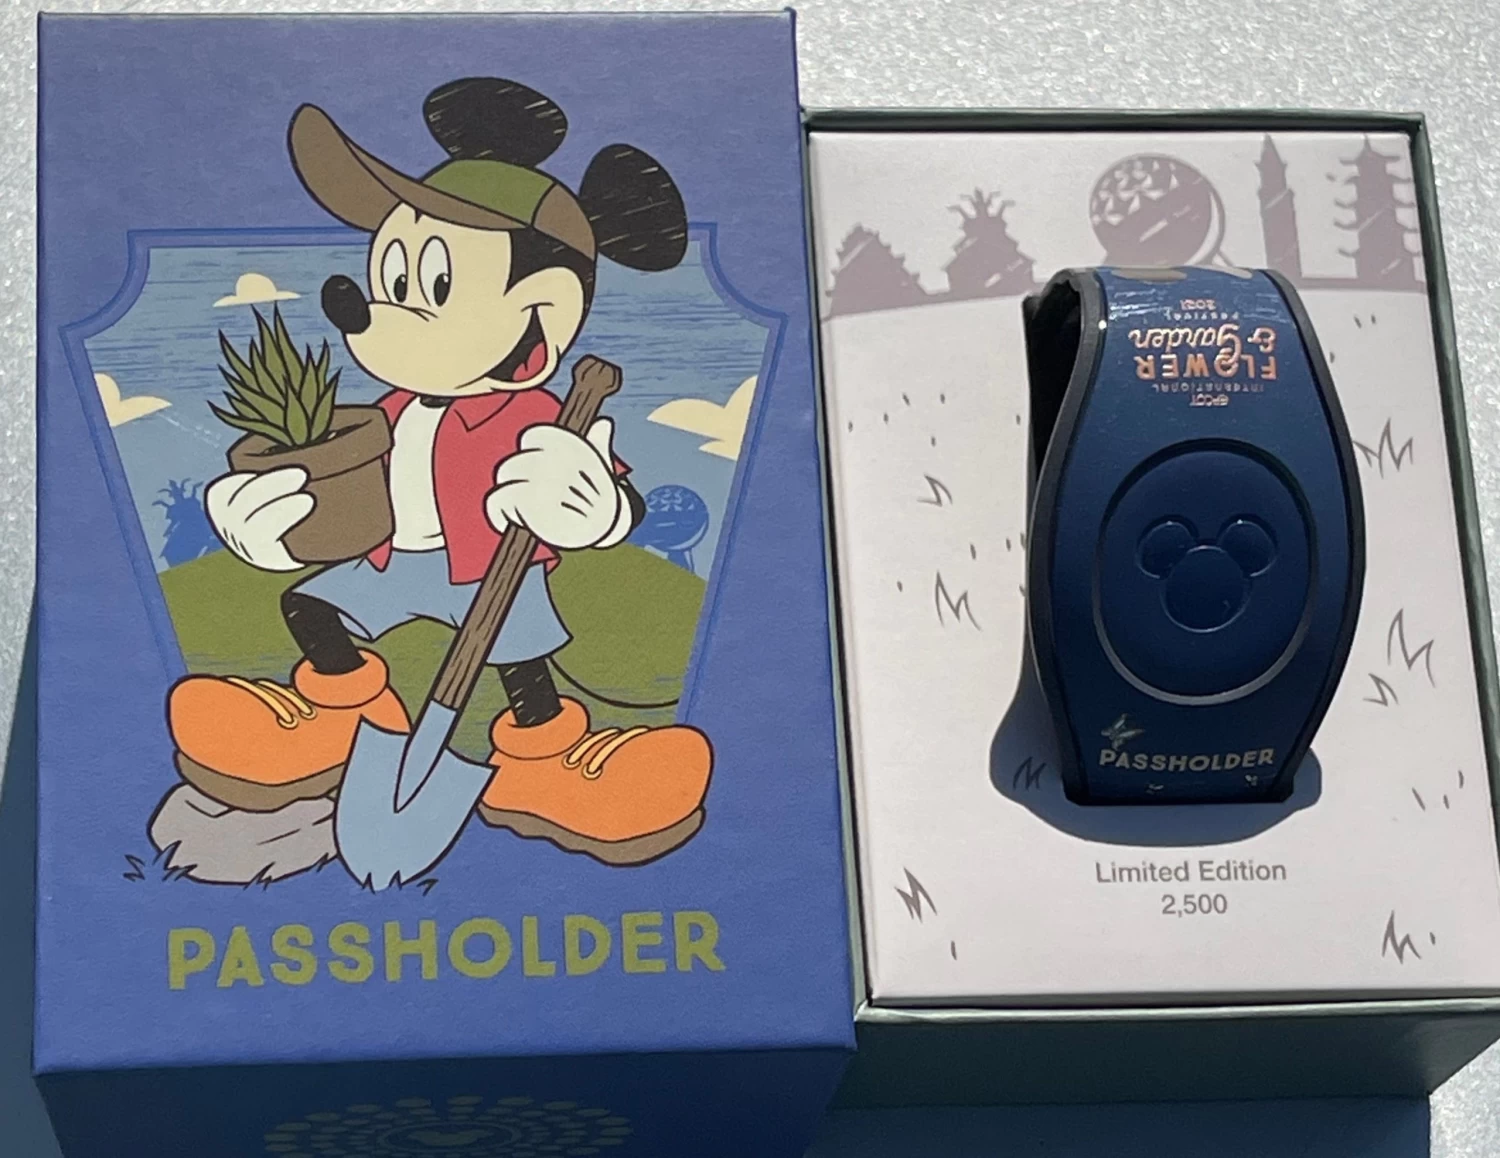 PASSHOLDER
EPCOT
INTERNATIONAL
FLOWER
& Garden
FESTIVAL
2021
PASSHOLDER
Limited Edition
2,500